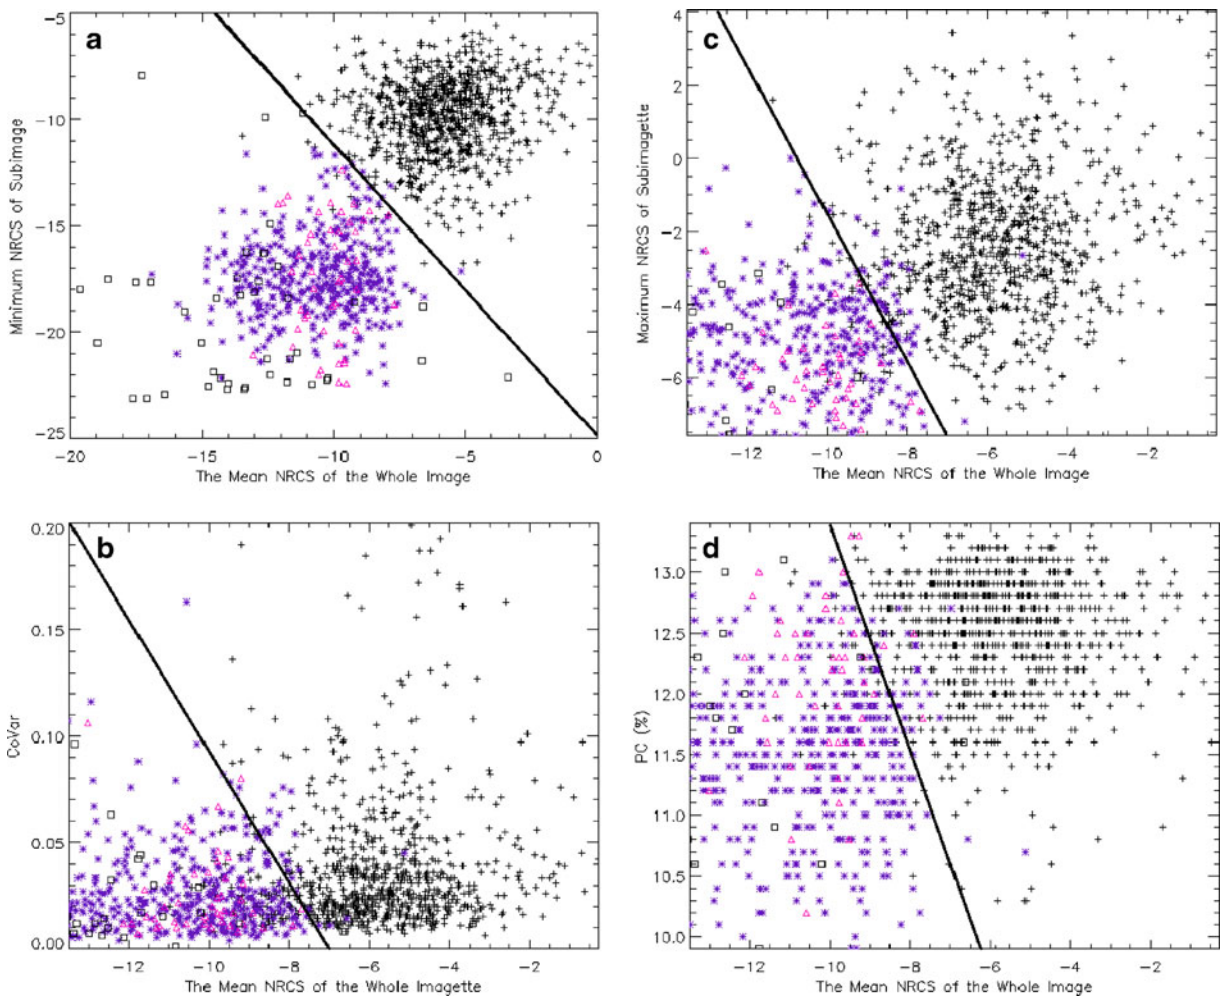 a
-5
-10
-15
-20
-25
Minimum NRCS of Subimage
-20 -15 -10 -5 0
The Mean NRCS of the Whole Image
c
4
2
0
-2
-4
-6
Maximum NRCS of Subimagette
-12 -10 -8 -6 -4 -2
The Mean NRCS of the Whole Image
b
0.20
0.15
0.10
0.05
0.00
CoVar
-12 -10 -8 -6 -4 -2
The Mean NRCS of the Whole Imagette
d
13.0
12.5
12.0
11.5
11.0
10.5
10.0
PC (%)
-12 -10 -8 -6 -4 -2
The Mean NRCS of the Whole Image